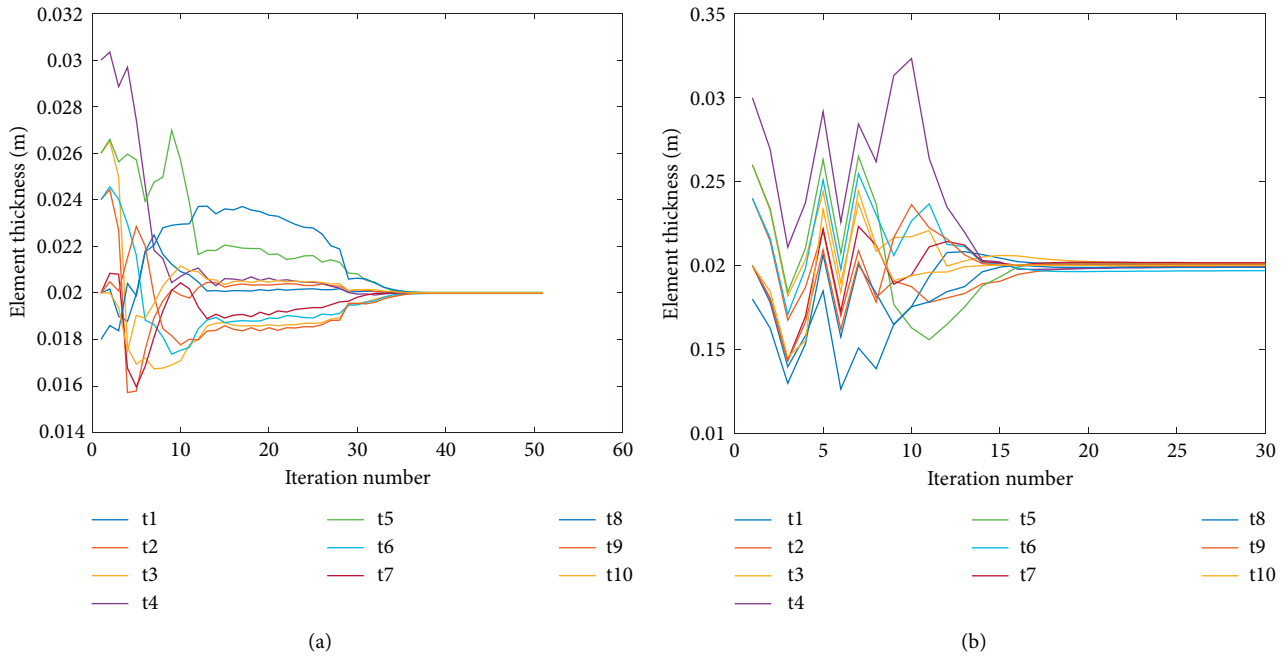 0.032
0.03
0.028
0.026
0.024
0.022
0.02
0.018
0.016
0.014
Element thickness (m)
0
10
20
30
40
50
60
Iteration number
t1
t2
t3
t4
t5
t6
t7
t8
t9
t10
(a)
0.35
0.03
0.25
0.02
0.15
0.01
Element thickness (m)
0
5
10
15
20
25
30
Iteration number
t1
t2
t3
t4
t5
t6
t7
t8
t9
t10
(b)